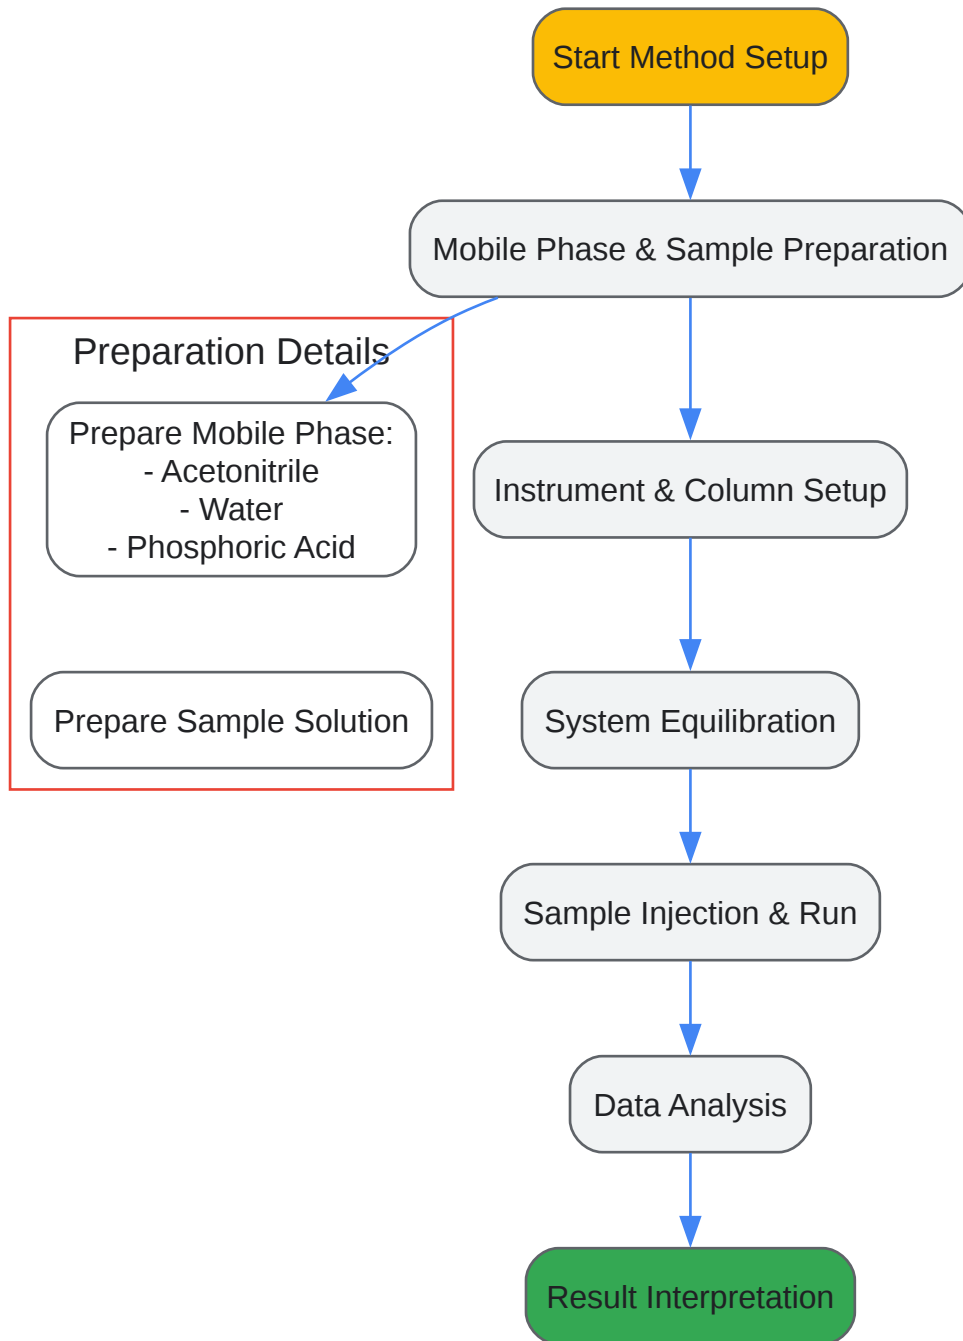 Start Method Setup
Mobile Phase & Sample Preparation
Preparation Details
Prepare Mobile Phase:
- Acetonitrile
- Water
- Phosphoric Acid
Prepare Sample Solution
Instrument & Column Setup
System Equilibration
Sample Injection & Run
Data Analysis
Result Interpretation